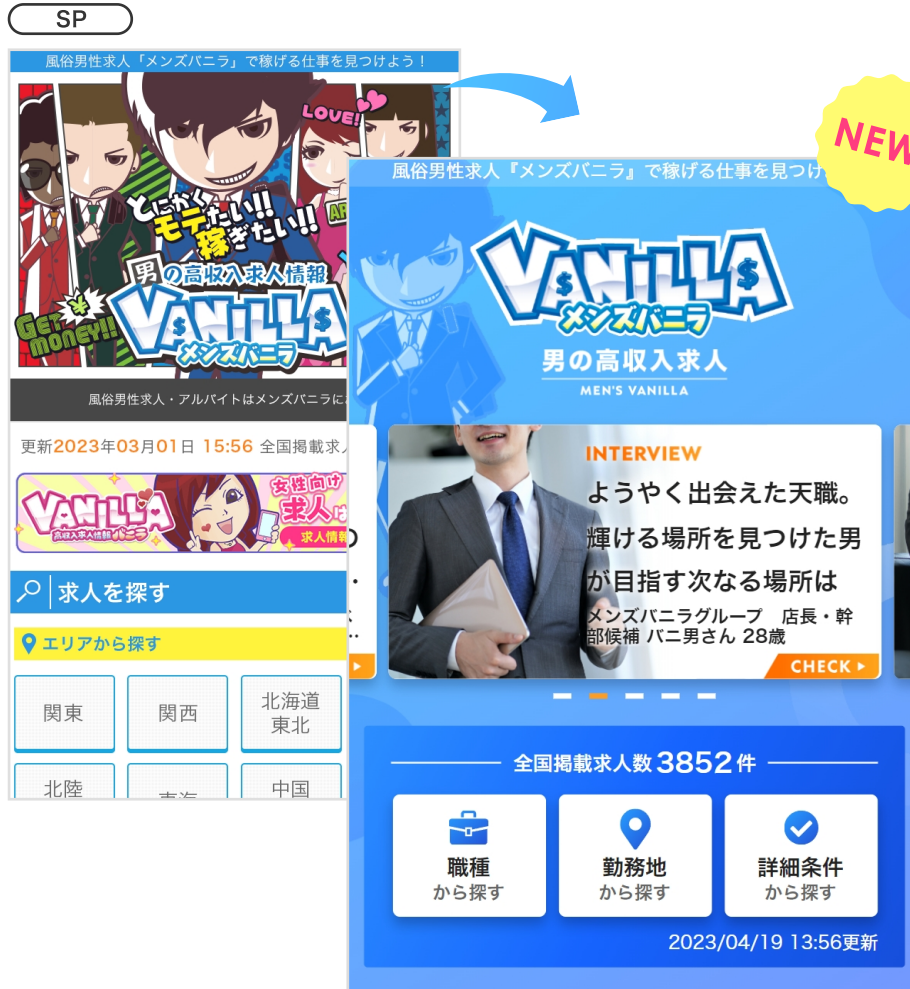 SP
風俗男性求人「メンズバニラ」で稼げる仕事を見つけよう！
LOVE!
とにかく
モテたい!!
稼ぎたい!!
GET
MONEY!!
¥
男の高収入求人情報
VANILLA
メンズバニラ
風俗男性求人・アルバイトはメンズバニラに
更新2023年03月01日 15:56 全国掲載求
VANILLA
高収入求人情報 バニラ
女性向け
求人は
求人情報
求人を探す
エリアから探す
関東
関西
北海道
東北
北陸
東海
中国
NEW
風俗男性求人『メンズバニラ』で稼げる仕事を見つけ
VANILLA
メンズバニラ
男の高収入求人
MEN'S VANILLA
INTERVIEW
ようやく出会えた天職。
輝ける場所を見つけた男
が目指す次なる場所は
メンズバニラグループ　店長・幹
部候補 バニ男さん 28歳
CHECK
全国掲載求人数 3852 件
職種
から探す
勤務地
から探す
詳細条件
から探す
2023/04/19 13:56更新